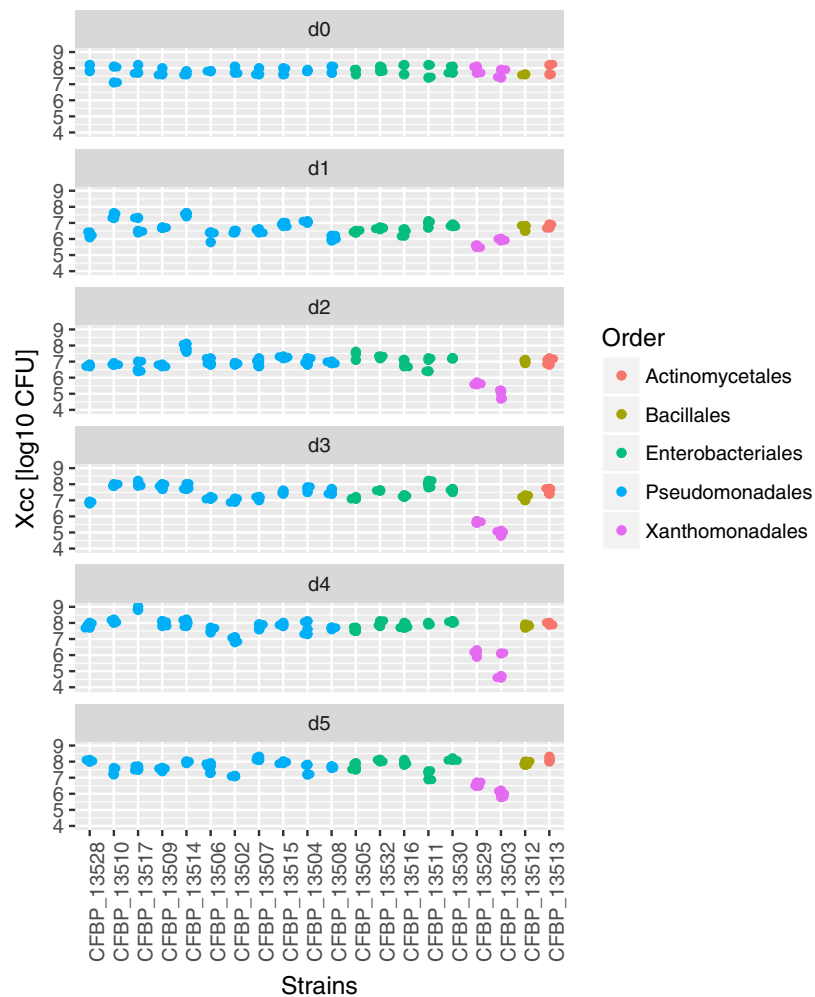 d0
9
8
7
6
5
4
d1
9
8
7
6
5
4
d2
9
8
7
6
5
4
d3
9
8
7
6
5
4
d4
9
8
7
6
5
4
d5
9
8
7
6
5
4
Xcc [log10 CFU]
CFBP_13528
CFBP_13510
CFBP_13517
CFBP_13509
CFBP_13514
CFBP_13506
CFBP_13502
CFBP_13507
CFBP_13515
CFBP_13504
CFBP_13508
CFBP_13505
CFBP_13532
CFBP_13516
CFBP_13511
CFBP_13530
CFBP_13529
CFBP_13503
CFBP_13512
CFBP_13513
Strains
Order
Actinomycetales
Bacillales
Enterobacteriales
Pseudomonadales
Xanthomonadales